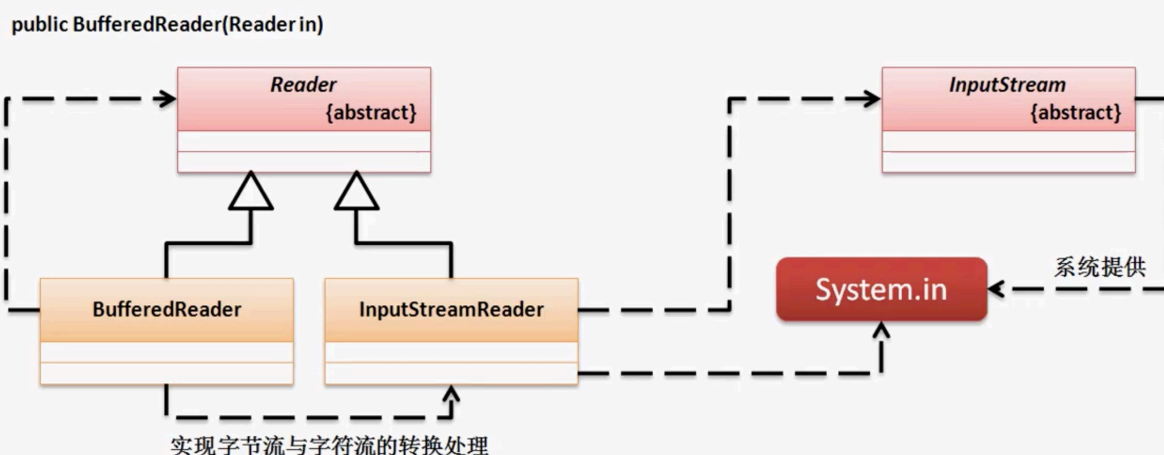 public BufferedReader(Reader in)
Reader
{abstract}
InputStream
{abstract}
系统提供
System.in
BufferedReader
InputStreamReader
实现字节流与字符流的转换处理